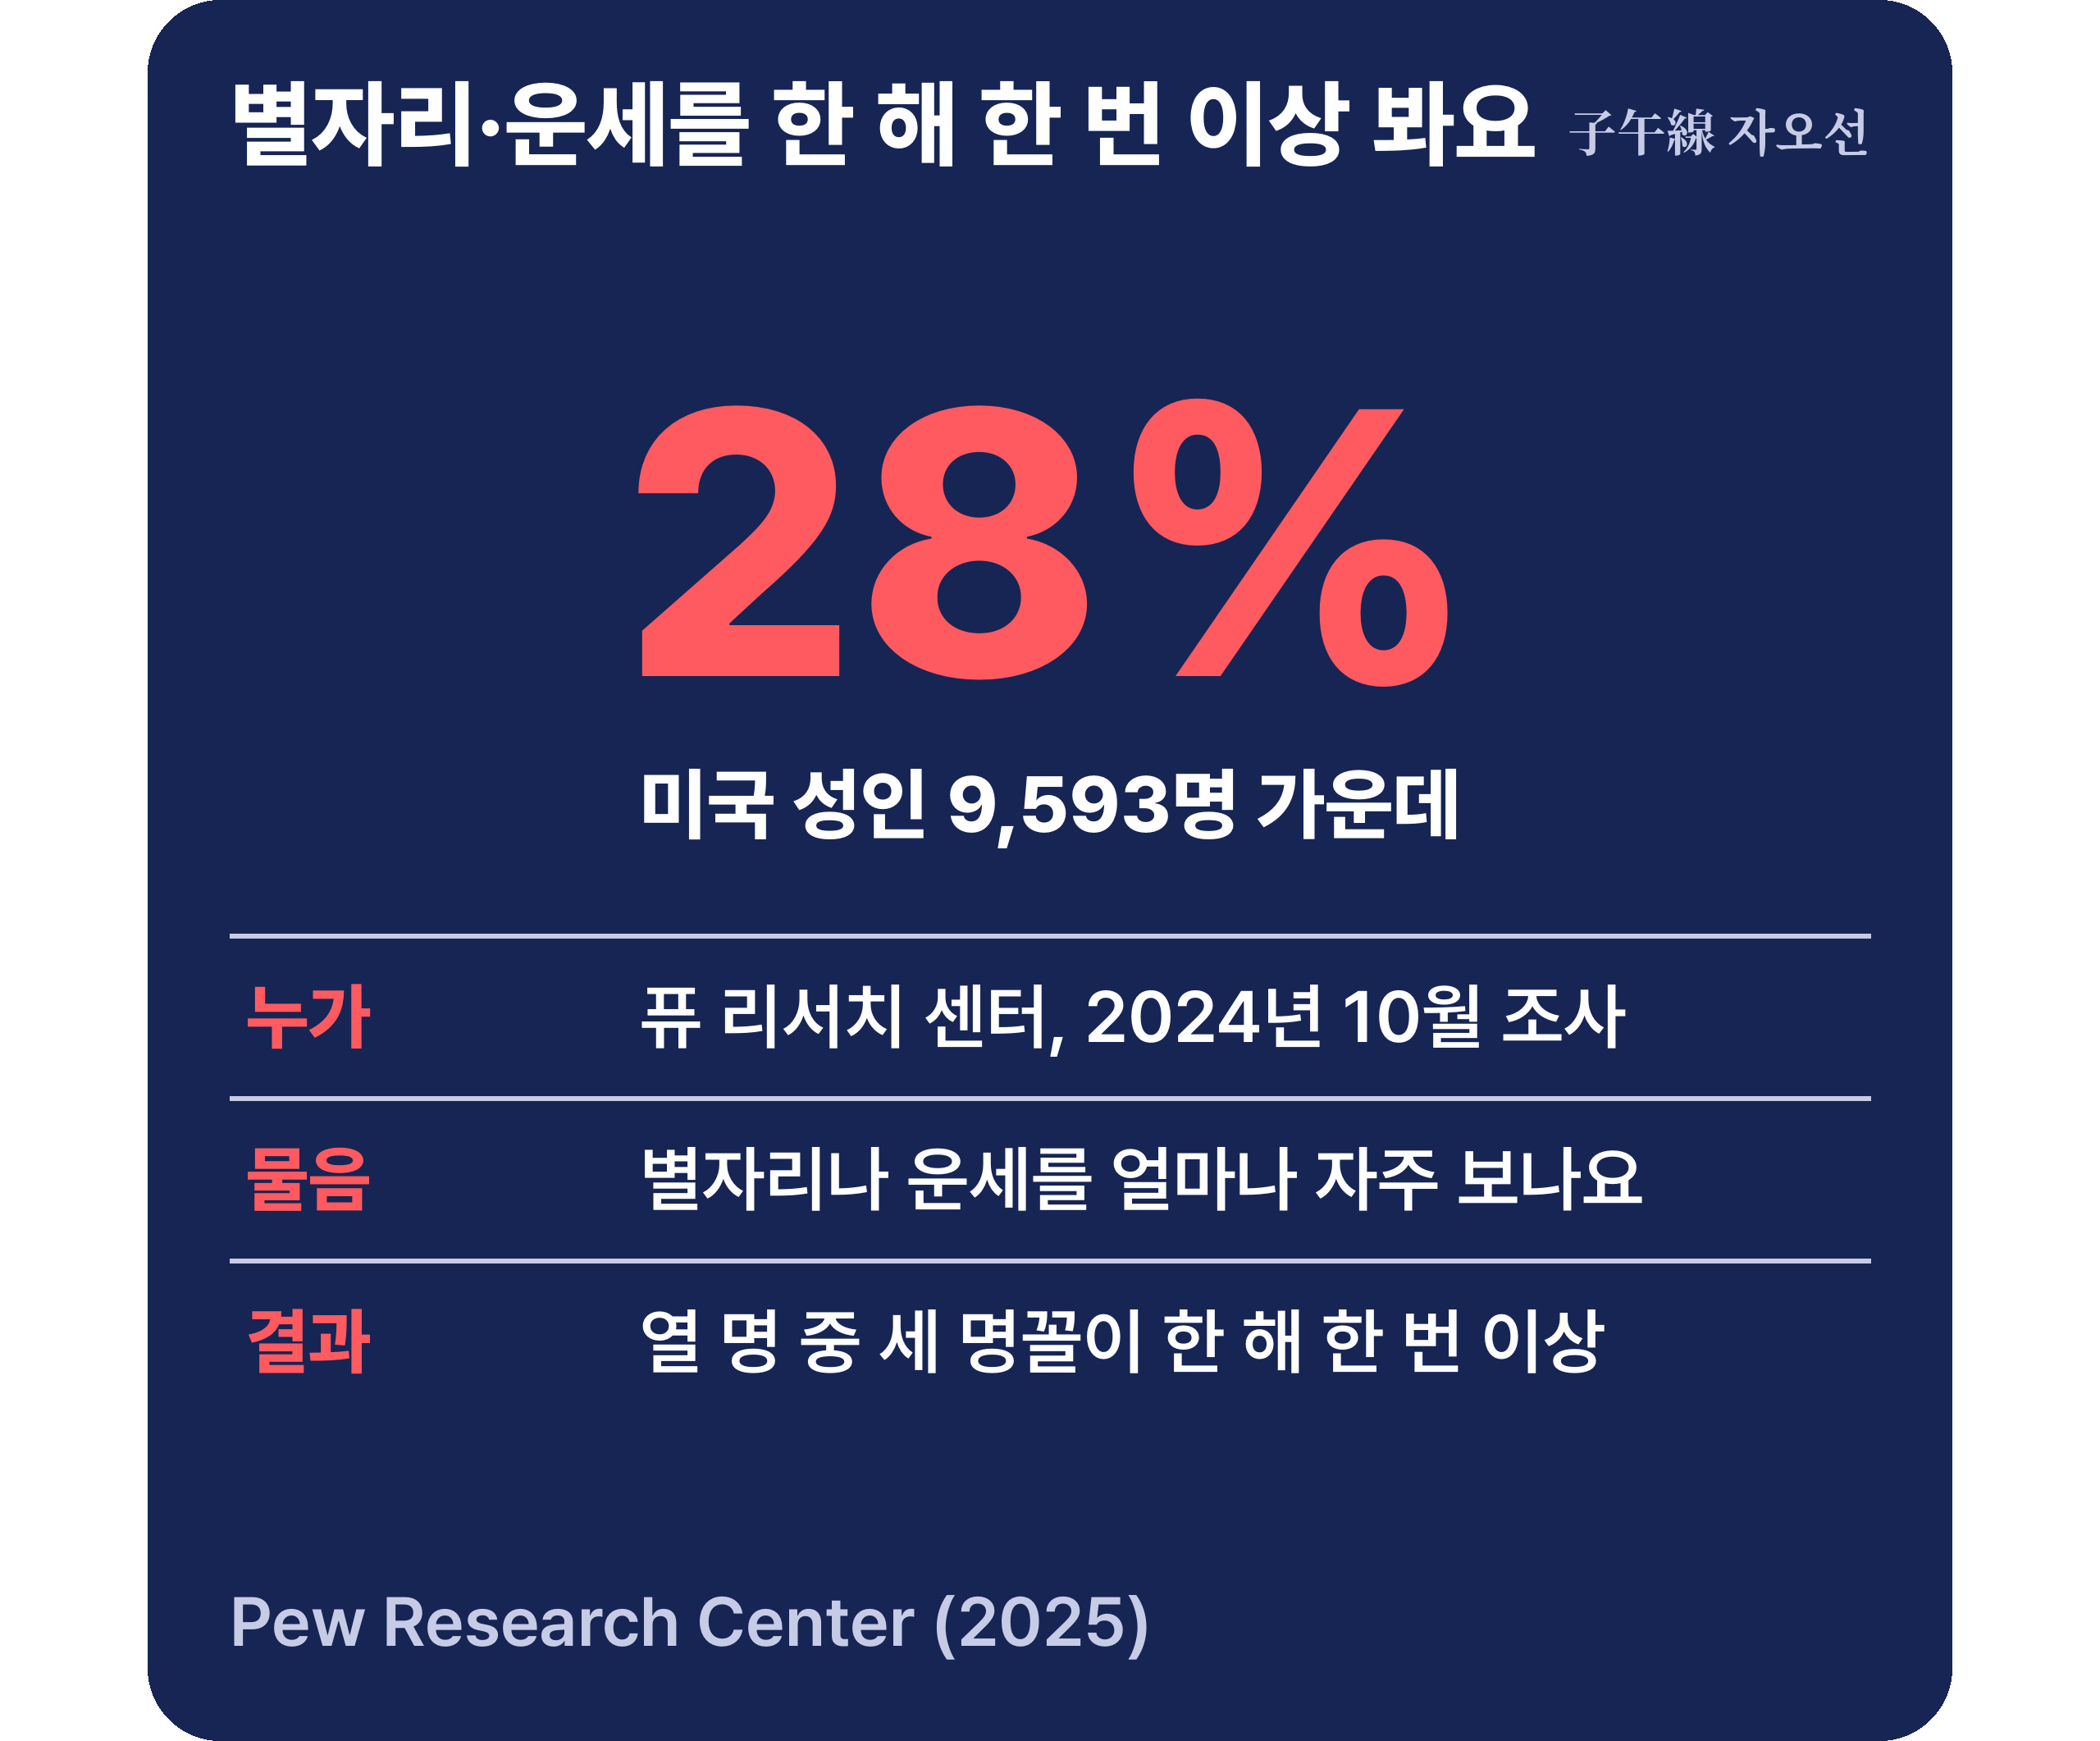 별자리·운세를 한 해 한 번 이상 봐요
子午線 자오선
28%
미국 성인 9,593명 가운데
누가 퓨 리서치 센터, 2024년 10월 조사
물음 별자리나 운세를 얼마나 자주 보나요
결과 열 명 중 세 명꼴이 한 해 한 번 이상
Pew Research Center (2025)